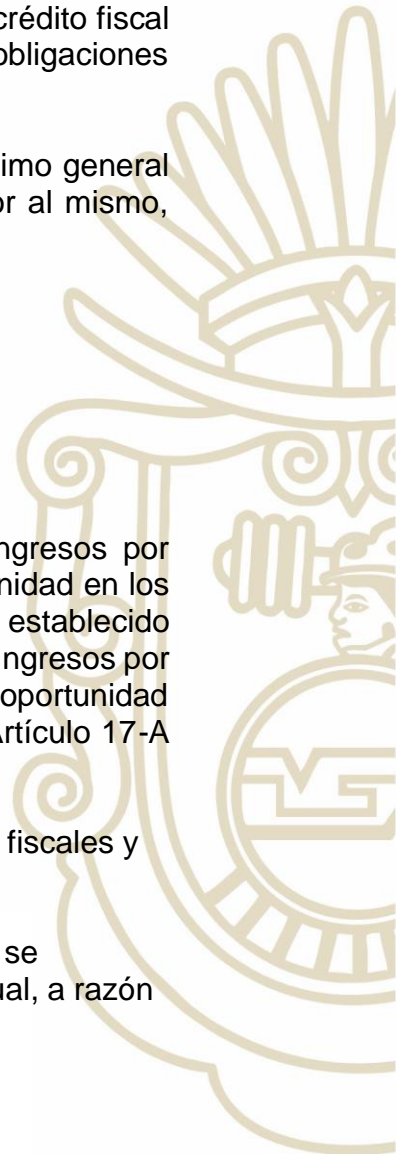 crédito fiscal
obligaciones
imo general
or al mismo,
ngresos por
nidad en los
establecido
ingresos por
oportunidad
Artículo 17-A
fiscales y
se
ual, a razón